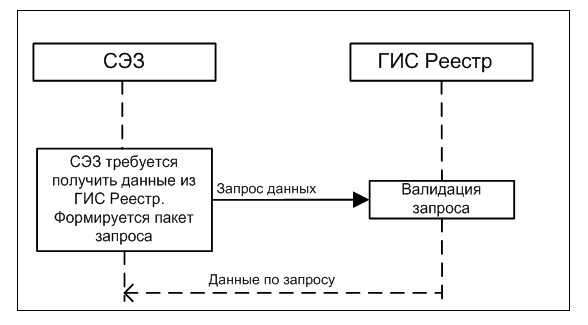 СЭЗ
ГИС Реестр
СЭЗ требуется
получить данные из
ГИС Реестр.
Формируется пакет
запроса
Запрос данных
Валидация
запроса
Данные по запросу